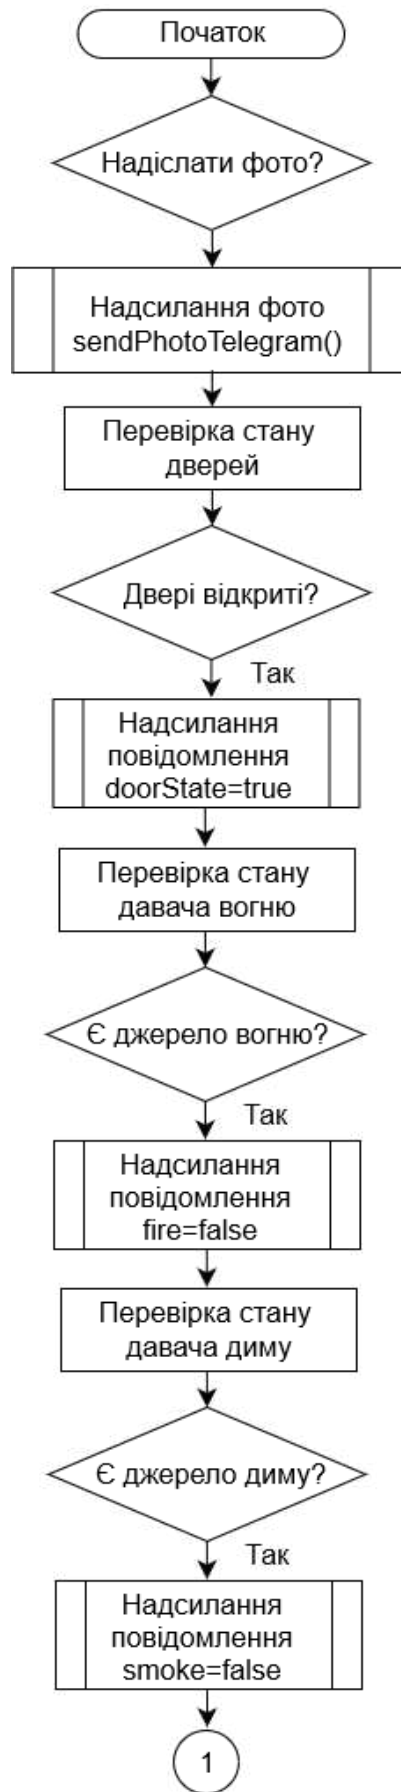 Початок
Надіслати фото?
Надсилання фото
sendPhotoTelegram()
Перевірка стану
дверей
Двері відкриті?
Так
Надсилання
повідомлення
doorState=true
Перевірка стану
давача вогню
Є джерело вогню?
Так
Надсилання
повідомлення
fire=false
Перевірка стану
давача диму
Є джерело диму?
Так
Надсилання
повідомлення
smoke=false
1